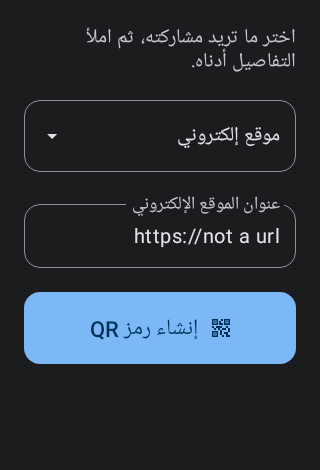 اختر ما تريد مشاركته، ثم املأ
التفاصيل أدناه.
موقع إلكتروني
عنوان الموقع الإلكتروني
https://not a url
إنشاء رمز QR